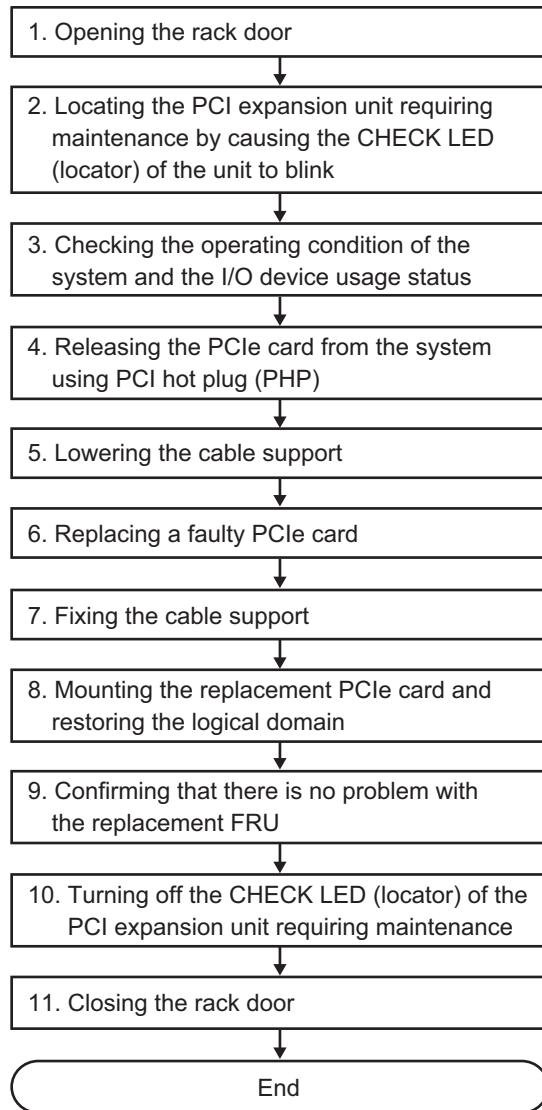 1. Opening the rack door
2. Locating the PCI expansion unit requiring
maintenance by causing the CHECK LED
(locator) of the unit to blink
3. Checking the operating condition of the
system and the I/O device usage status
4. Releasing the PCIe card from the system
using PCI hot plug (PHP)
5. Lowering the cable support
6. Replacing a faulty PCIe card
7. Fixing the cable support
8. Mounting the replacement PCIe card and
restoring the logical domain
9. Confirming that there is no problem with
the replacement FRU
10. Turning off the CHECK LED (locator) of the
PCI expansion unit requiring maintenance
11. Closing the rack door
End